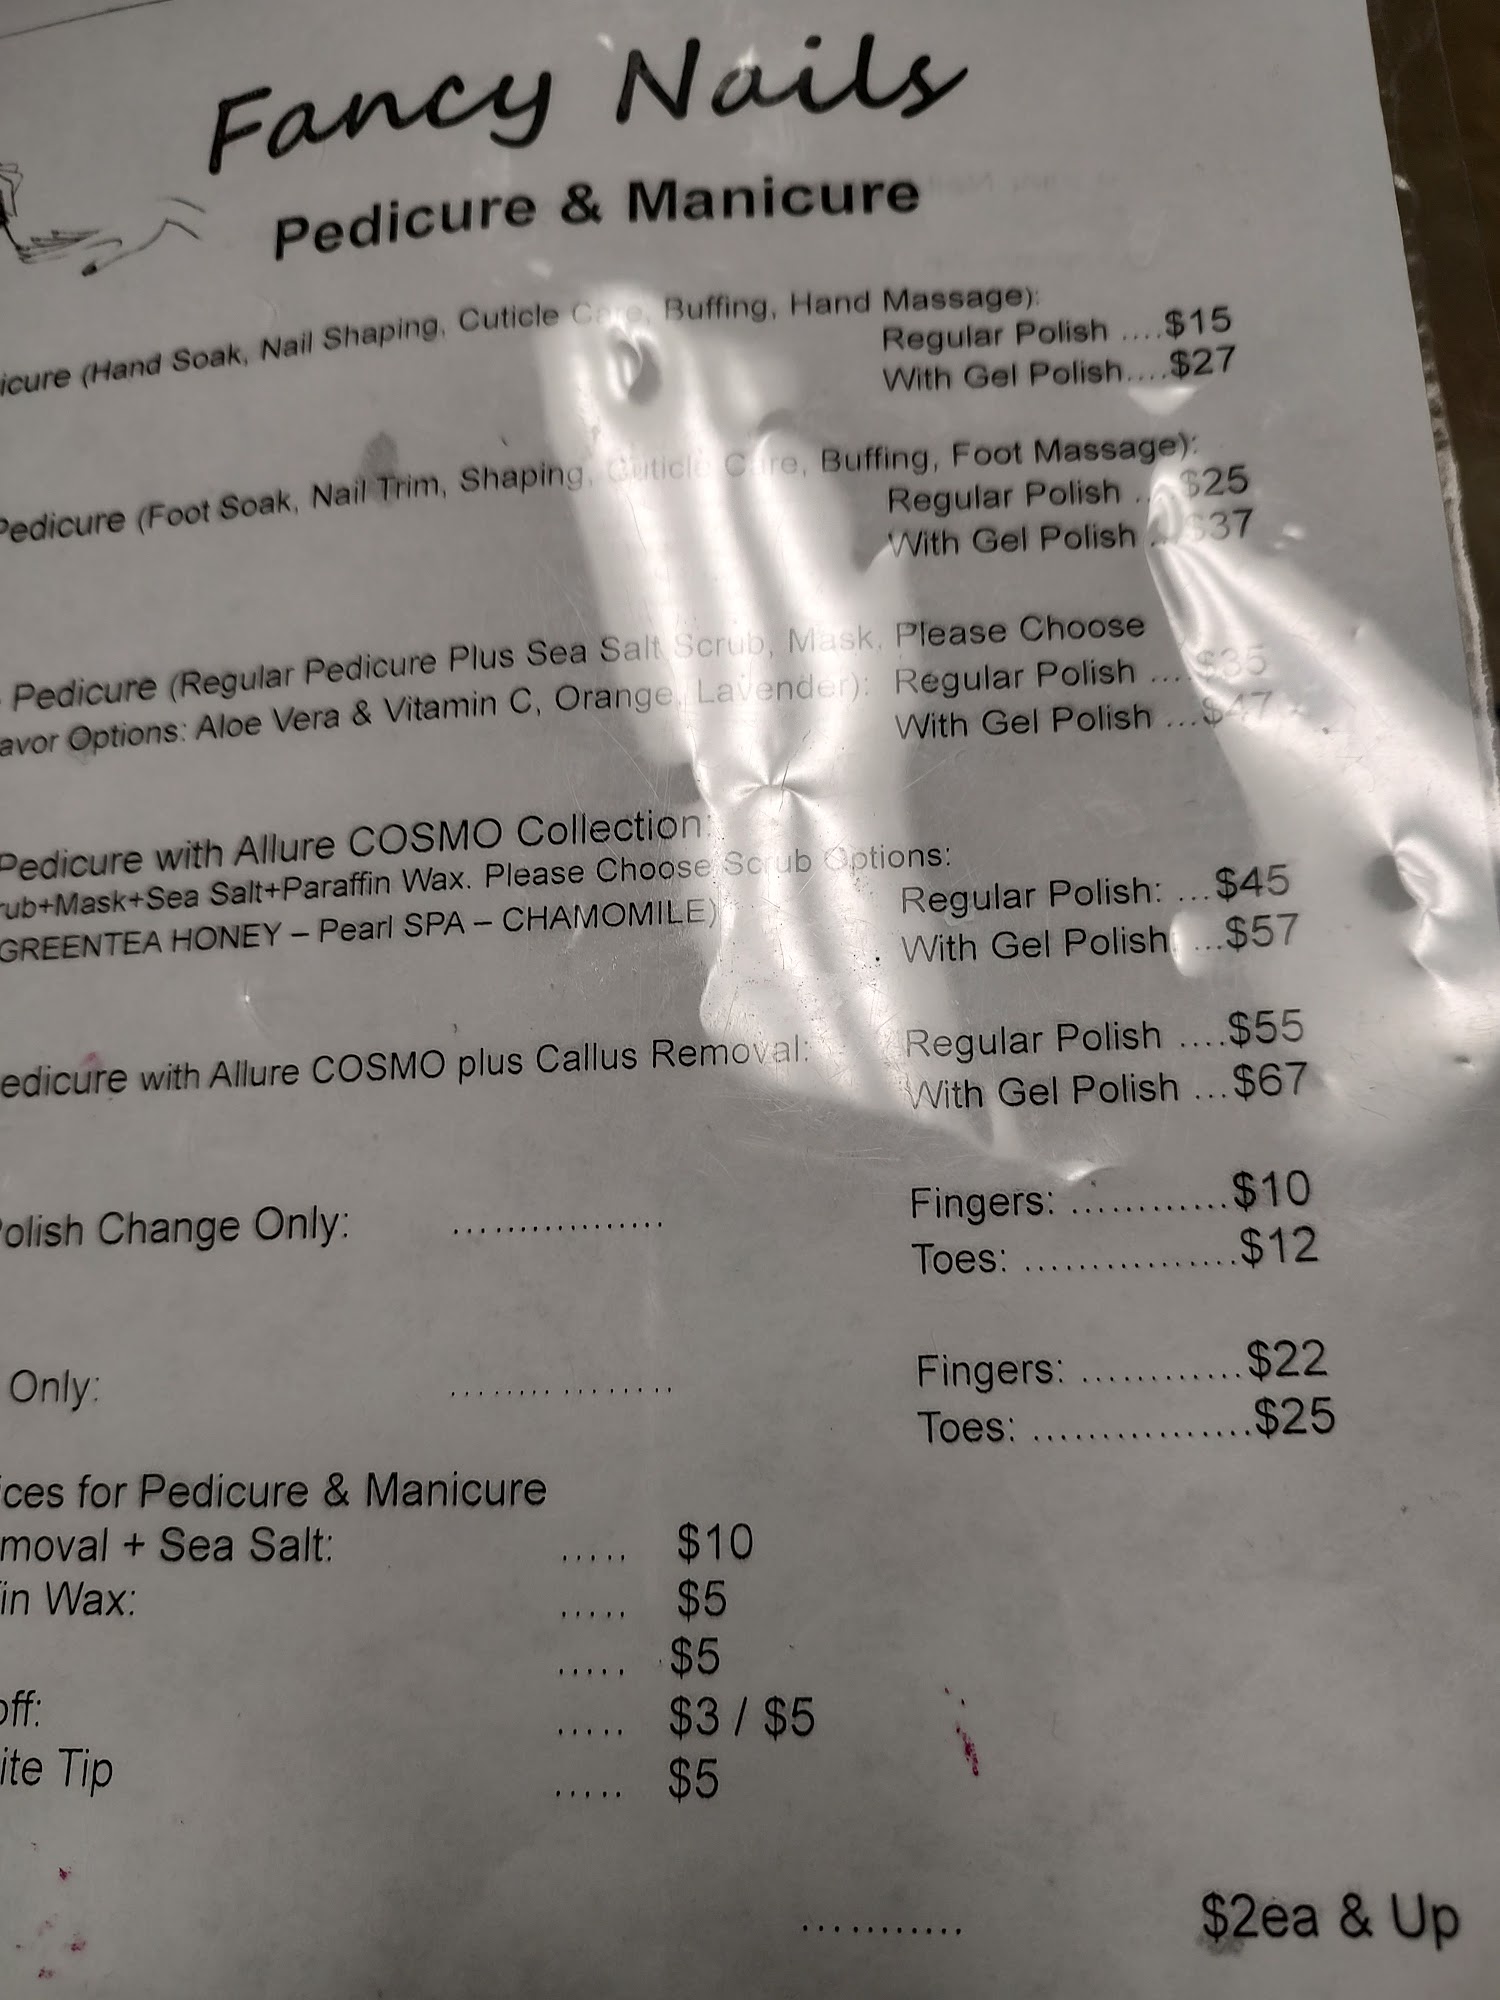 Fancy Nails
Pedicure & Manicure
icure (Hand Soak, Nail Shaping, Cuticle Care, Buffing, Hand Massage):
Regular Polish ....$15
With Gel Polish....$27
Pedicure (Foot Soak, Nail Trim, Shaping, Cuticle Care, Buffing, Foot Massage):
Regular Polish .. $25
With Gel Polish .. $37
Pedicure (Regular Pedicure Plus Sea Salt Scrub, Mask, Please Choose
avor Options: Aloe Vera & Vitamin C, Orange, Lavender): Regular Polish ....$35
With Gel Polish ...$47
Pedicure with Allure COSMO Collection:
rub+Mask+Sea Salt+Paraffin Wax. Please Choose Scrub Options:
GREENTEA HONEY – Pearl SPA – CHAMOMILE)
Regular Polish: ...$45
With Gel Polish: ...$57
edicure with Allure COSMO plus Callus Removal: Regular Polish ....$55
With Gel Polish ...$67
Polish Change Only: ................. Fingers: ............$10
Toes: ................$12
Only: ................ Fingers: ............$22
Toes: ................$25
ices for Pedicure & Manicure
moval + Sea Salt: ..... $10
fin Wax: ..... $5
..... $5
off: ..... $3 / $5
ite Tip ..... $5
........... $2ea & Up